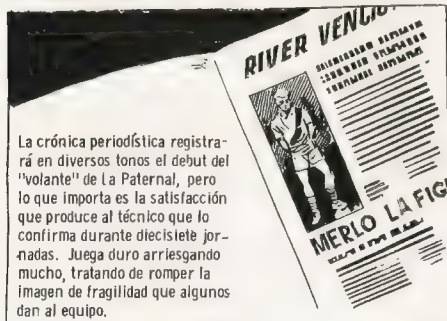 La crónica periodística registra-
rá en diversos tonos el debut del
"volante" de La Paternal, pero
lo que importa es la satisfacción
que produce al técnico que lo
confirma durante diecisiete jor-
nadas. Juega duro arriesgando
mucho, tratando de romper la
imagen de fragilidad que algunos
dan al equipo.
RIVER
MERLO LA